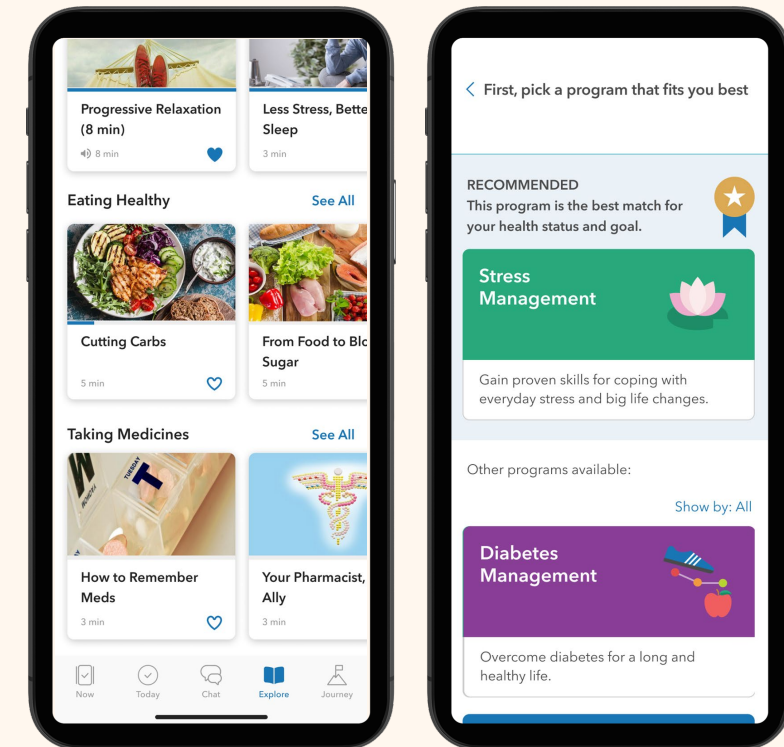 Progressive Relaxation
(8 min)
8 min
Less Stress, Bette
Sleep
3 min
Eating Healthy
See All
Cutting Carbs
5 min
From Food to Blo
Sugar
5 min
Taking Medicines
See All
W
MONDAY
T
TUESDAY
How to Remember
Meds
3 min
Your Pharmacist,
Ally
3 min
Now
Today
Chat
Explore
Journey
First, pick a program that fits you best
RECOMMENDED
This program is the best match for
your health status and goal.
Stress
Management
Gain proven skills for coping with
everyday stress and big life changes.
Other programs available:
Show by: All
Diabetes
Management
Overcome diabetes for a long and
healthy life.